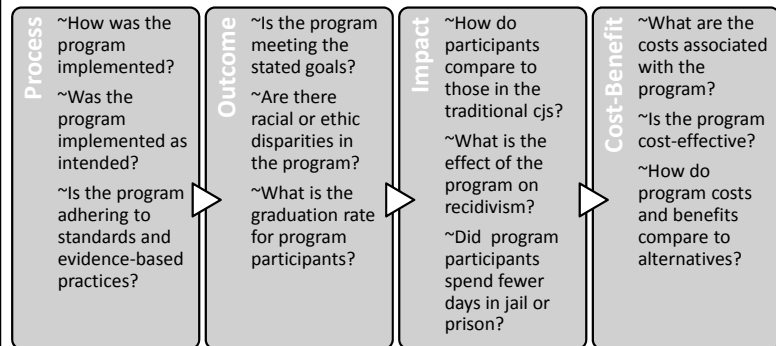 Process
~How was the
program
implemented?
~Was the
program
implemented as
intended?
~Is the program
adhering to
standards and
evidence-based
practices?
Outcome
~Is the program
meeting the
stated goals?
~Are there
racial or ethic
disparities in
the program?
~What is the
graduation rate
for program
participants?
Impact
~How do
participants
compare to
those in the
traditional cjs?
~What is the
effect of the
program on
recidivism?
~Did  program
participants
spend fewer
days in jail or
prison?
Cost-Benefit
~What are the
costs associated
with the
program?
~Is the program
cost-effective?
~How do
program costs
and benefits
compare to
alternatives?